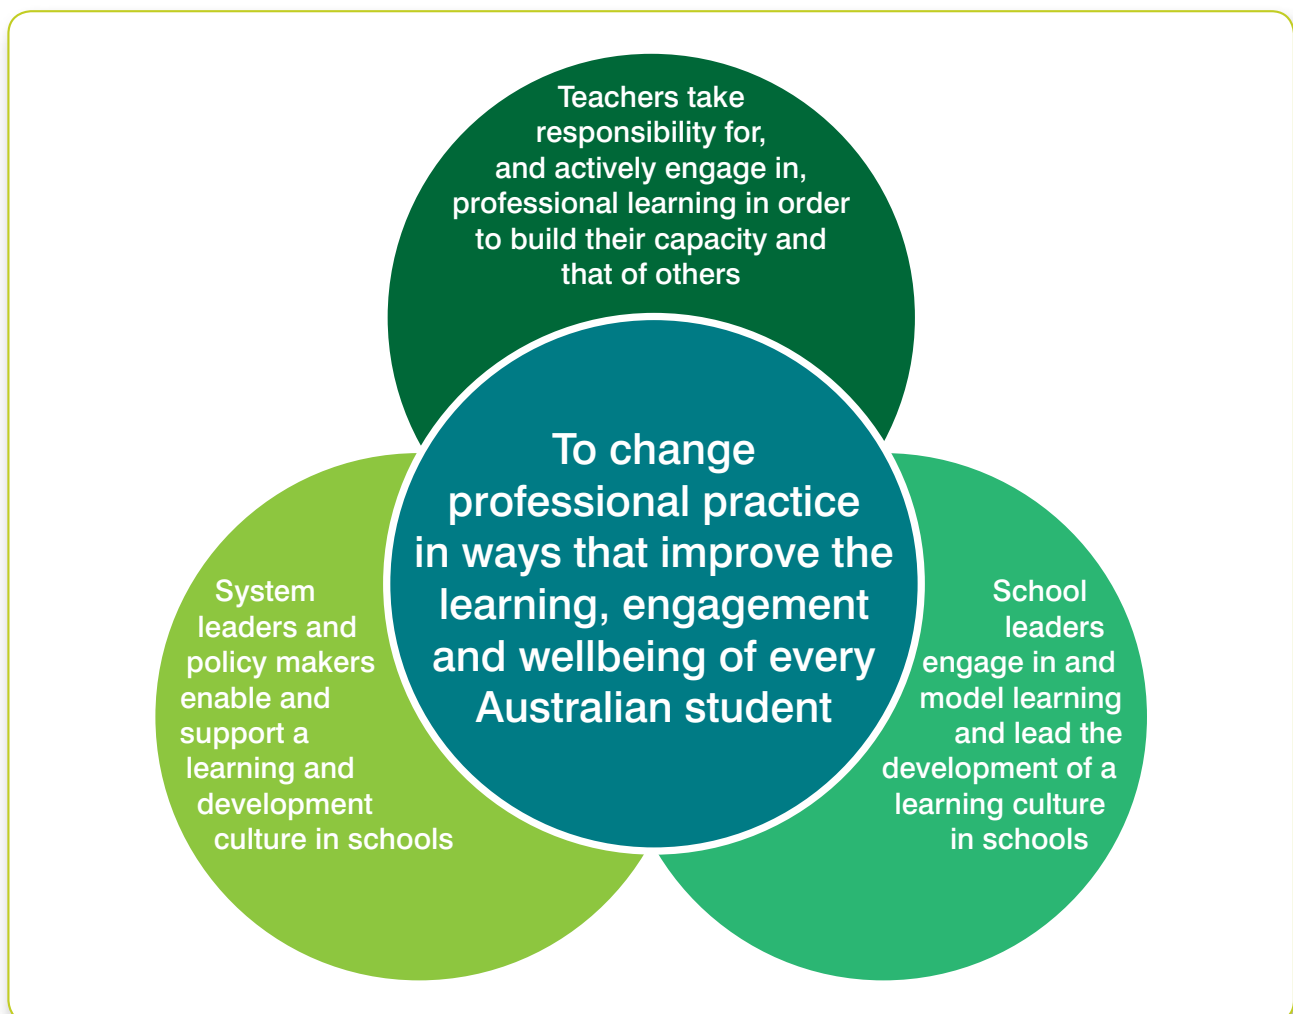 Teachers take
responsibility for,
and actively engage in,
professional learning in order
to build their capacity and
that of others
To change
professional practice
in ways that improve the
learning, engagement
and wellbeing of every
Australian student
System
leaders and
policy makers
enable and
support a
learning and
development
culture in schools
School
leaders
engage in and
model learning
and lead the
development of a
learning culture
in schools